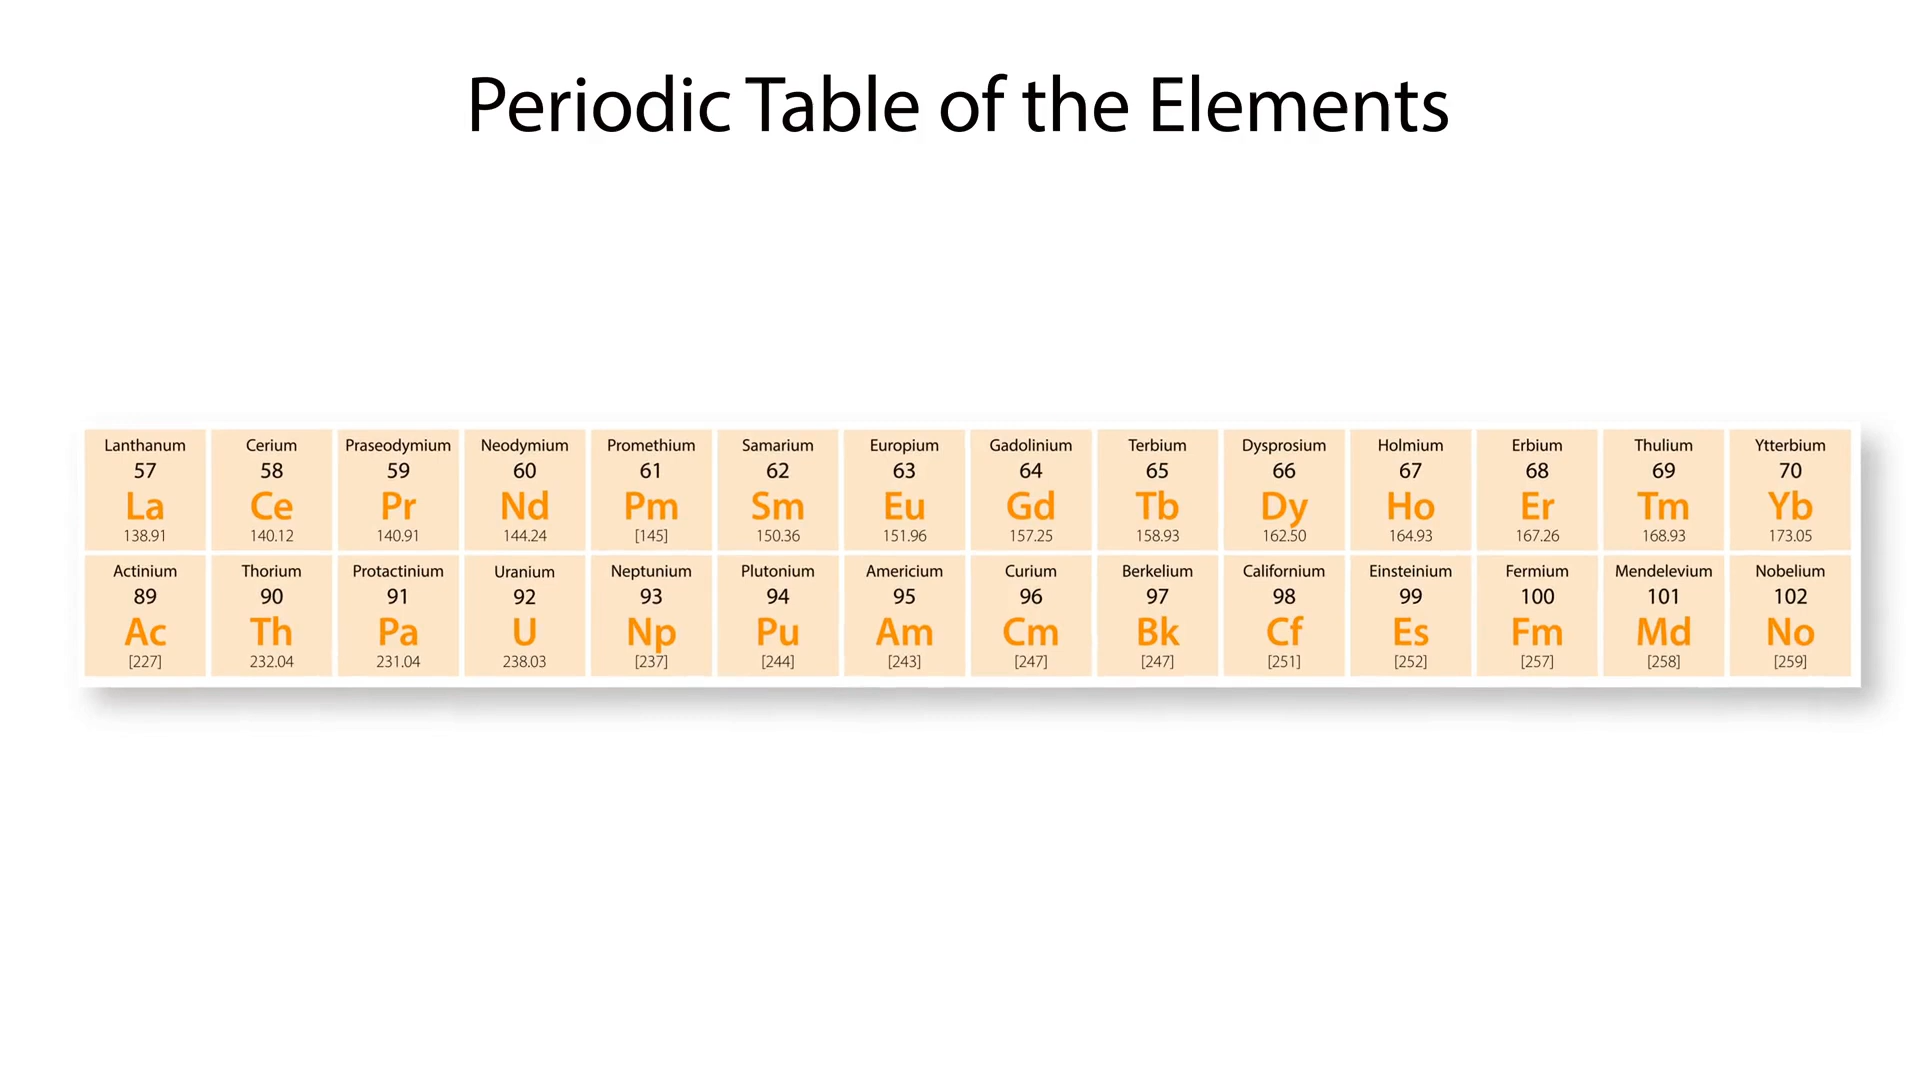 Periodic Table of the Elements
Lanthanum Cerium Praseodymium Neodymium Promethium Samarium Europium Gadolinium Terbium Dysprosium Holmium Erbium Thulium Ytterbium
57 58 59 60 61 62 63 64 65 66 67 68 69 70
La Ce Pr Nd Pm Sm Eu Gd Tb Dy Ho Er Tm Yb
138.91 140.12 140.91 144.24 [145] 150.36 151.96 157.25 158.93 162.50 164.93 167.26 168.93 173.05
Actinium Thorium Protactinium Uranium Neptunium Plutonium Americium Curium Berkelium Californium Einsteinium Fermium Mendelevium Nobelium
89 90 91 92 93 94 95 96 97 98 99 100 101 102
Ac Th Pa U Np Pu Am Cm Bk Cf Es Fm Md No
[227] 232.04 231.04 238.03 [237] [244] [243] [247] [247] [251] [252] [257] [258] [259]